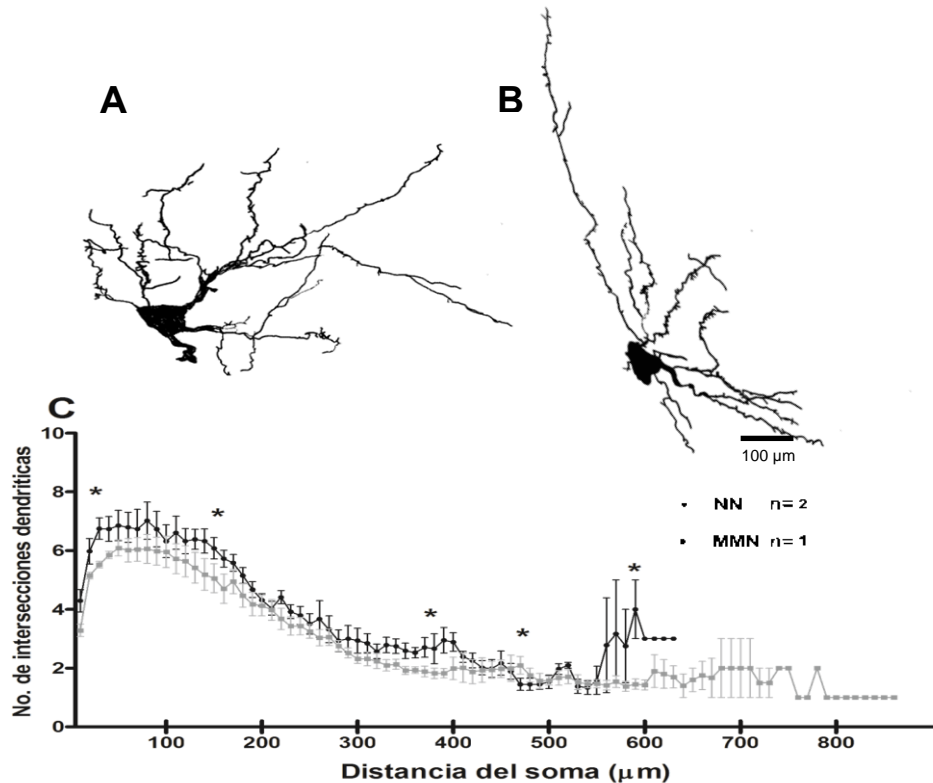 A
B
100 µm
C
No. de intersecciones dendríticas
10
8
6
4
2
0
* * * * *
NN n= 2
MMN n= 1
100 200 300 400 500 600 700 800
Distancia del soma (µm)